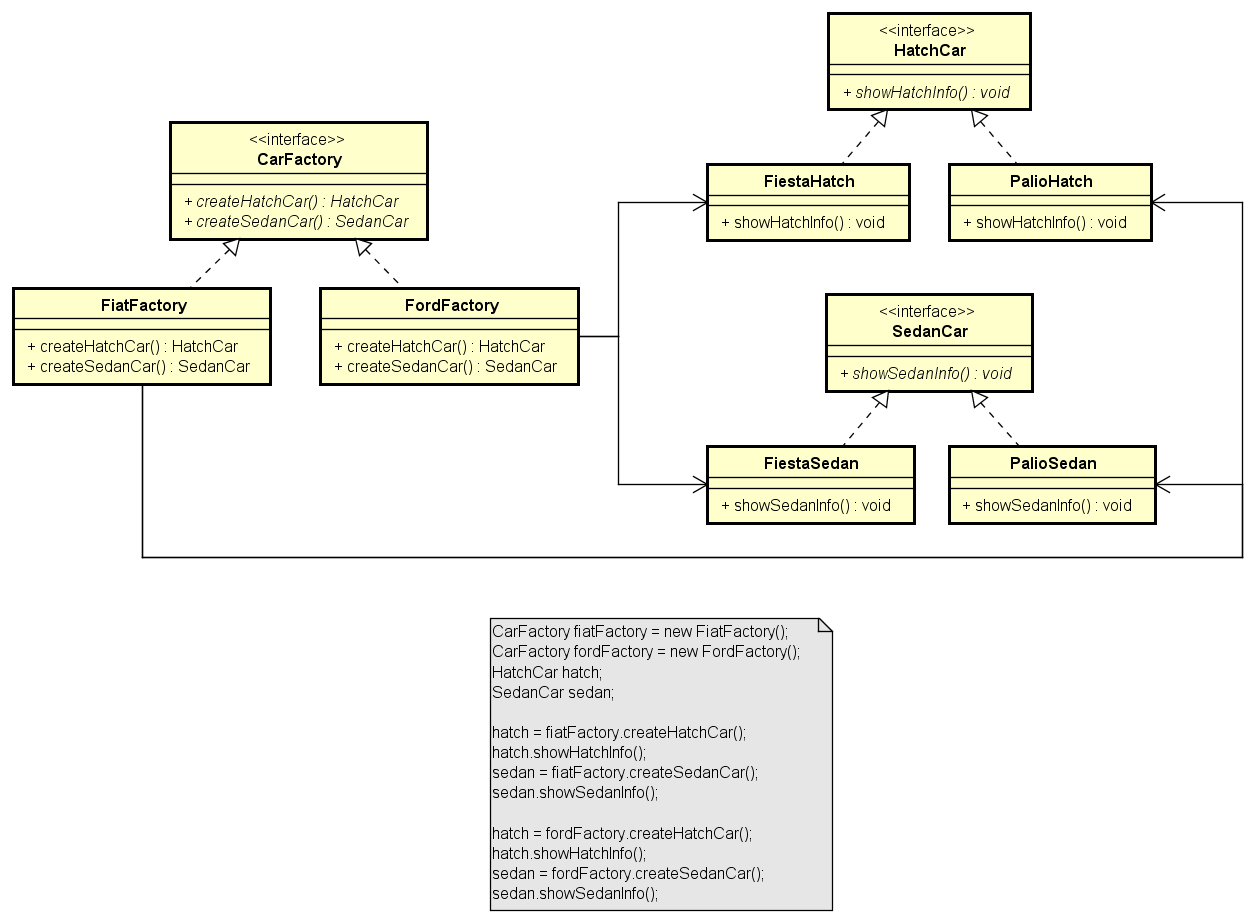 <<interface>>
HatchCar
+ showHatchInfo() : void
<<interface>>
CarFactory
+ createHatchCar() : HatchCar
+ createSedanCar() : SedanCar
FiestaHatch
+ showHatchInfo() : void
PalioHatch
+ showHatchInfo() : void
FiatFactory
+ createHatchCar() : HatchCar
+ createSedanCar() : SedanCar
FordFactory
+ createHatchCar() : HatchCar
+ createSedanCar() : SedanCar
<<interface>>
SedanCar
+ showSedanInfo() : void
FiestaSedan
+ showSedanInfo() : void
PalioSedan
+ showSedanInfo() : void
CarFactory fiatFactory = new FiatFactory();
CarFactory fordFactory = new FordFactory();
HatchCar hatch;
SedanCar sedan;
hatch = fiatFactory.createHatchCar();
hatch.showHatchInfo();
sedan = fiatFactory.createSedanCar();
sedan.showSedanInfo();
hatch = fordFactory.createHatchCar();
hatch.showHatchInfo();
sedan = fordFactory.createSedanCar();
sedan.showSedanInfo();